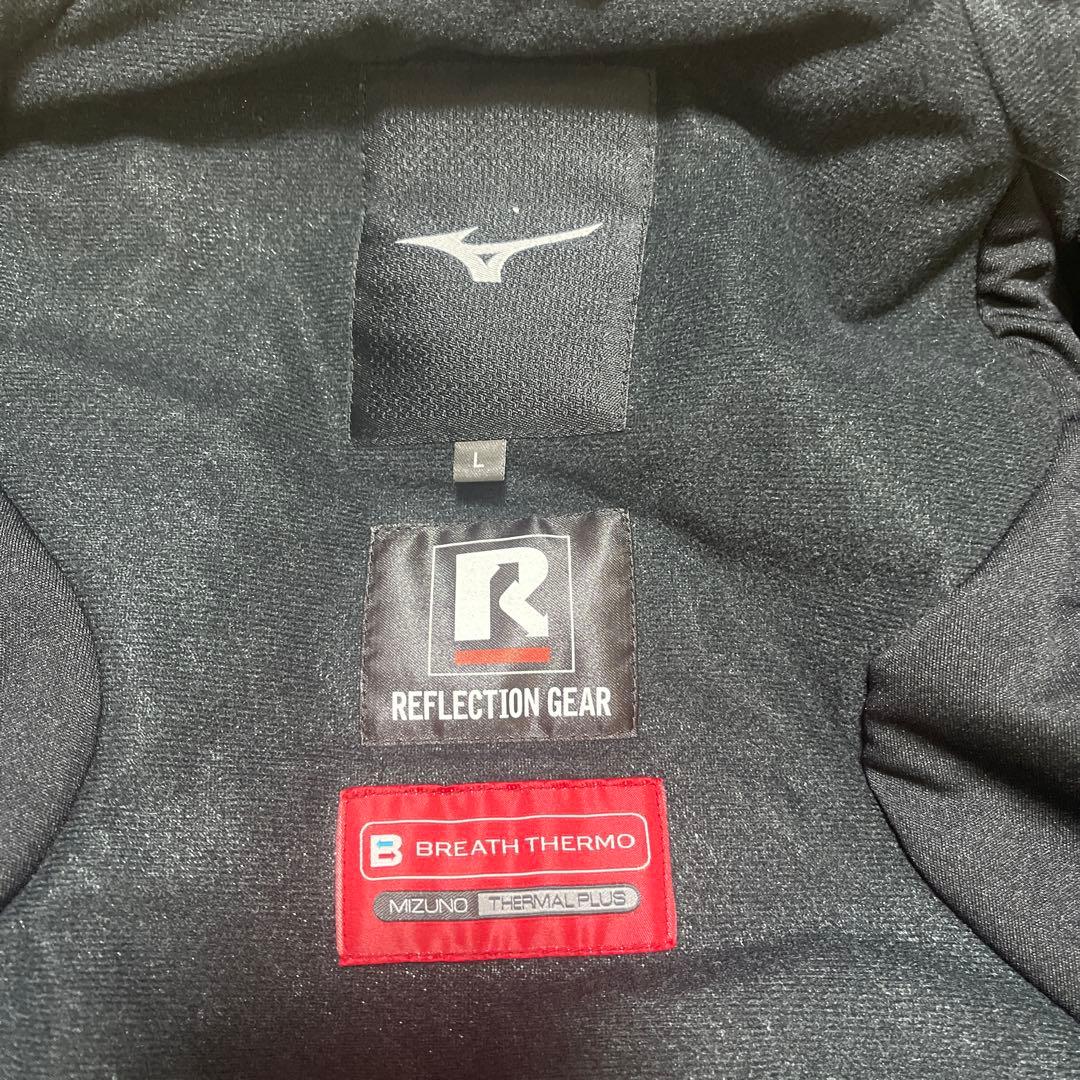 L
R
REFLECTION GEAR
B BREATH THERMO
MIZUNO THERMAL PLUS